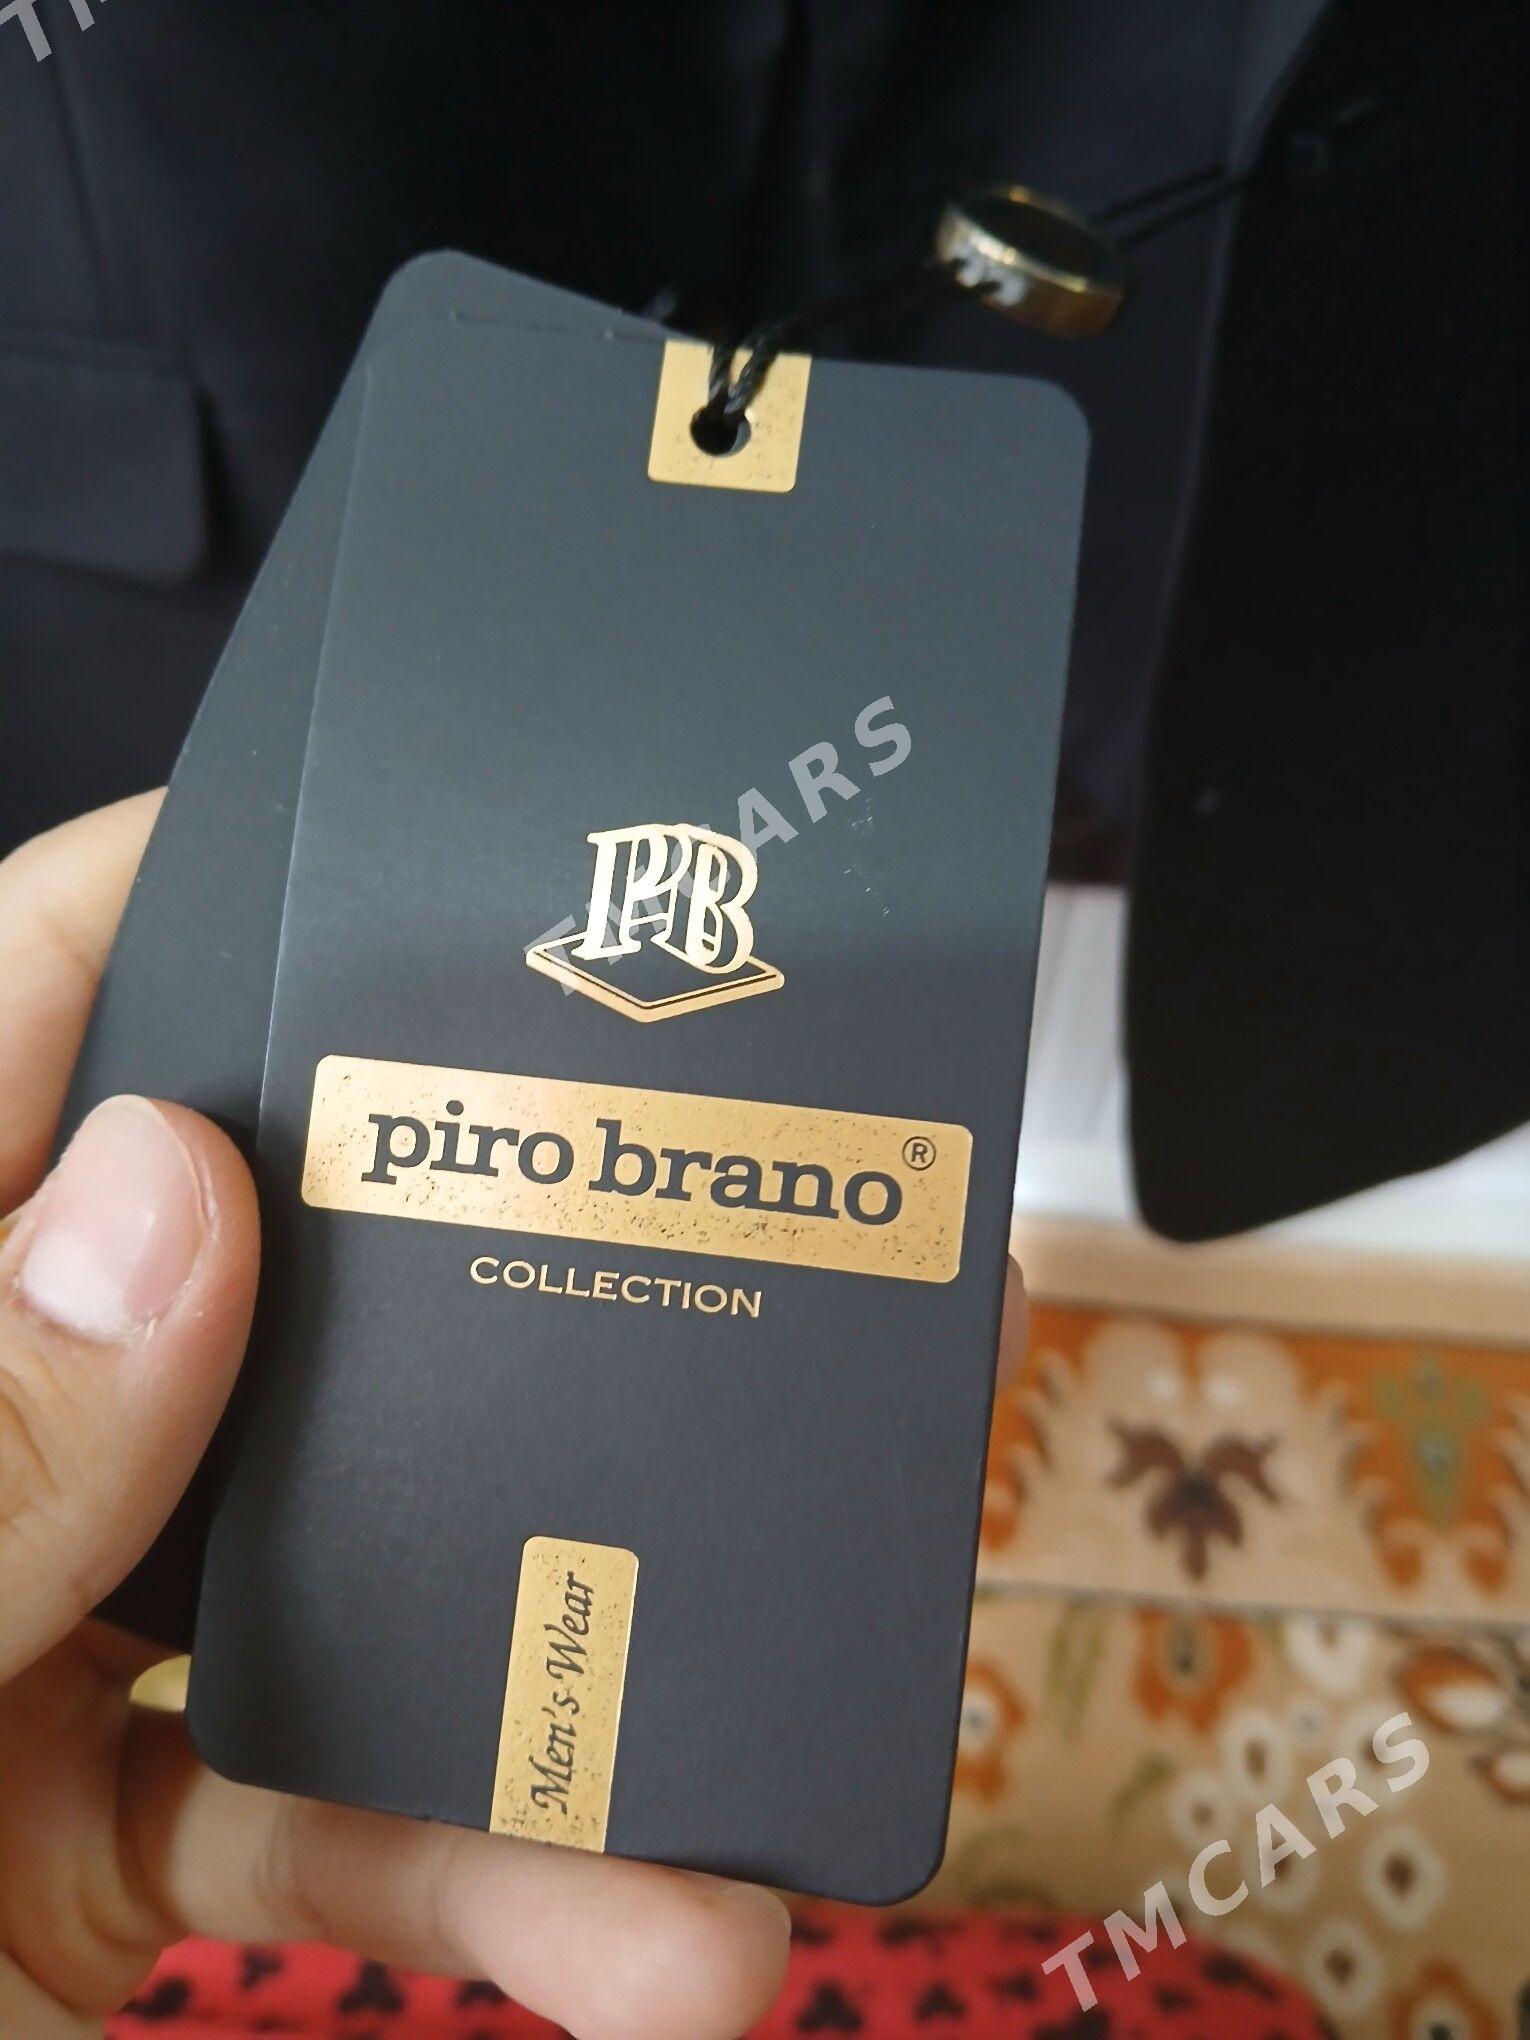 TMCARS
PB
piro brano®
COLLECTION
Men's Wear
TMCARS